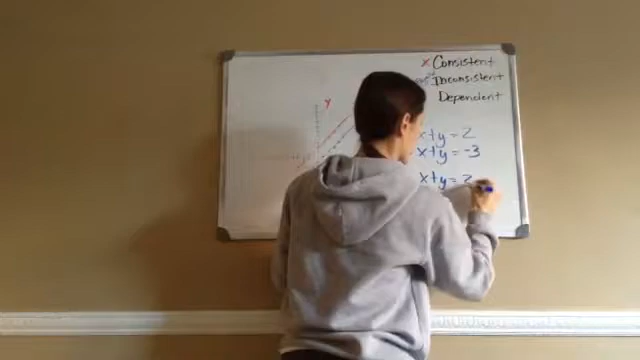 x Consistent
Inconsistent
Dependent
y
x+y = 2
x+y = -3
x+y = 2